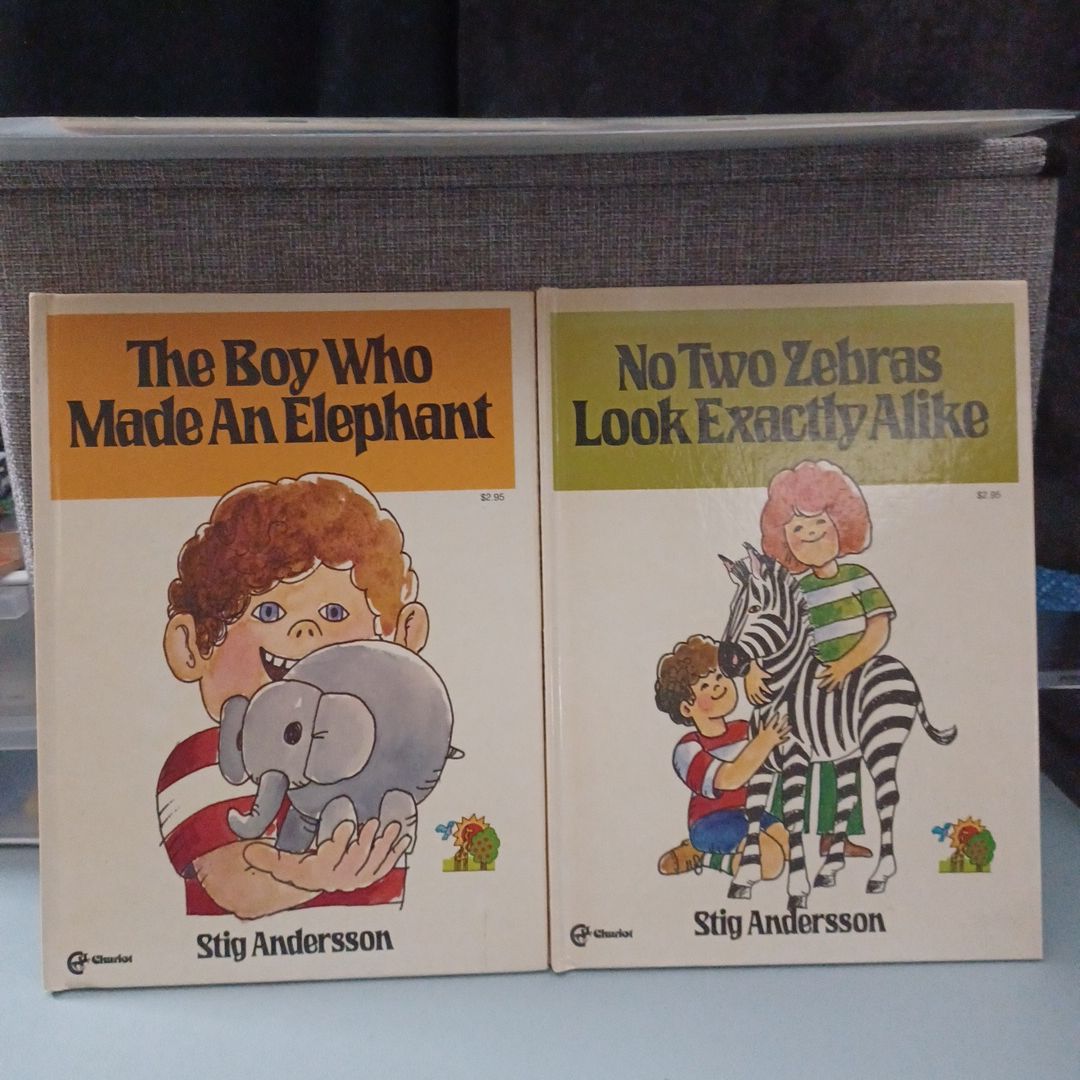 The Boy Who
Made An Elephant
$2.95
Stig Andersson
Chariot
No Two Zebras
Look Exactly Alike
$2.95
Stig Andersson
Chariot